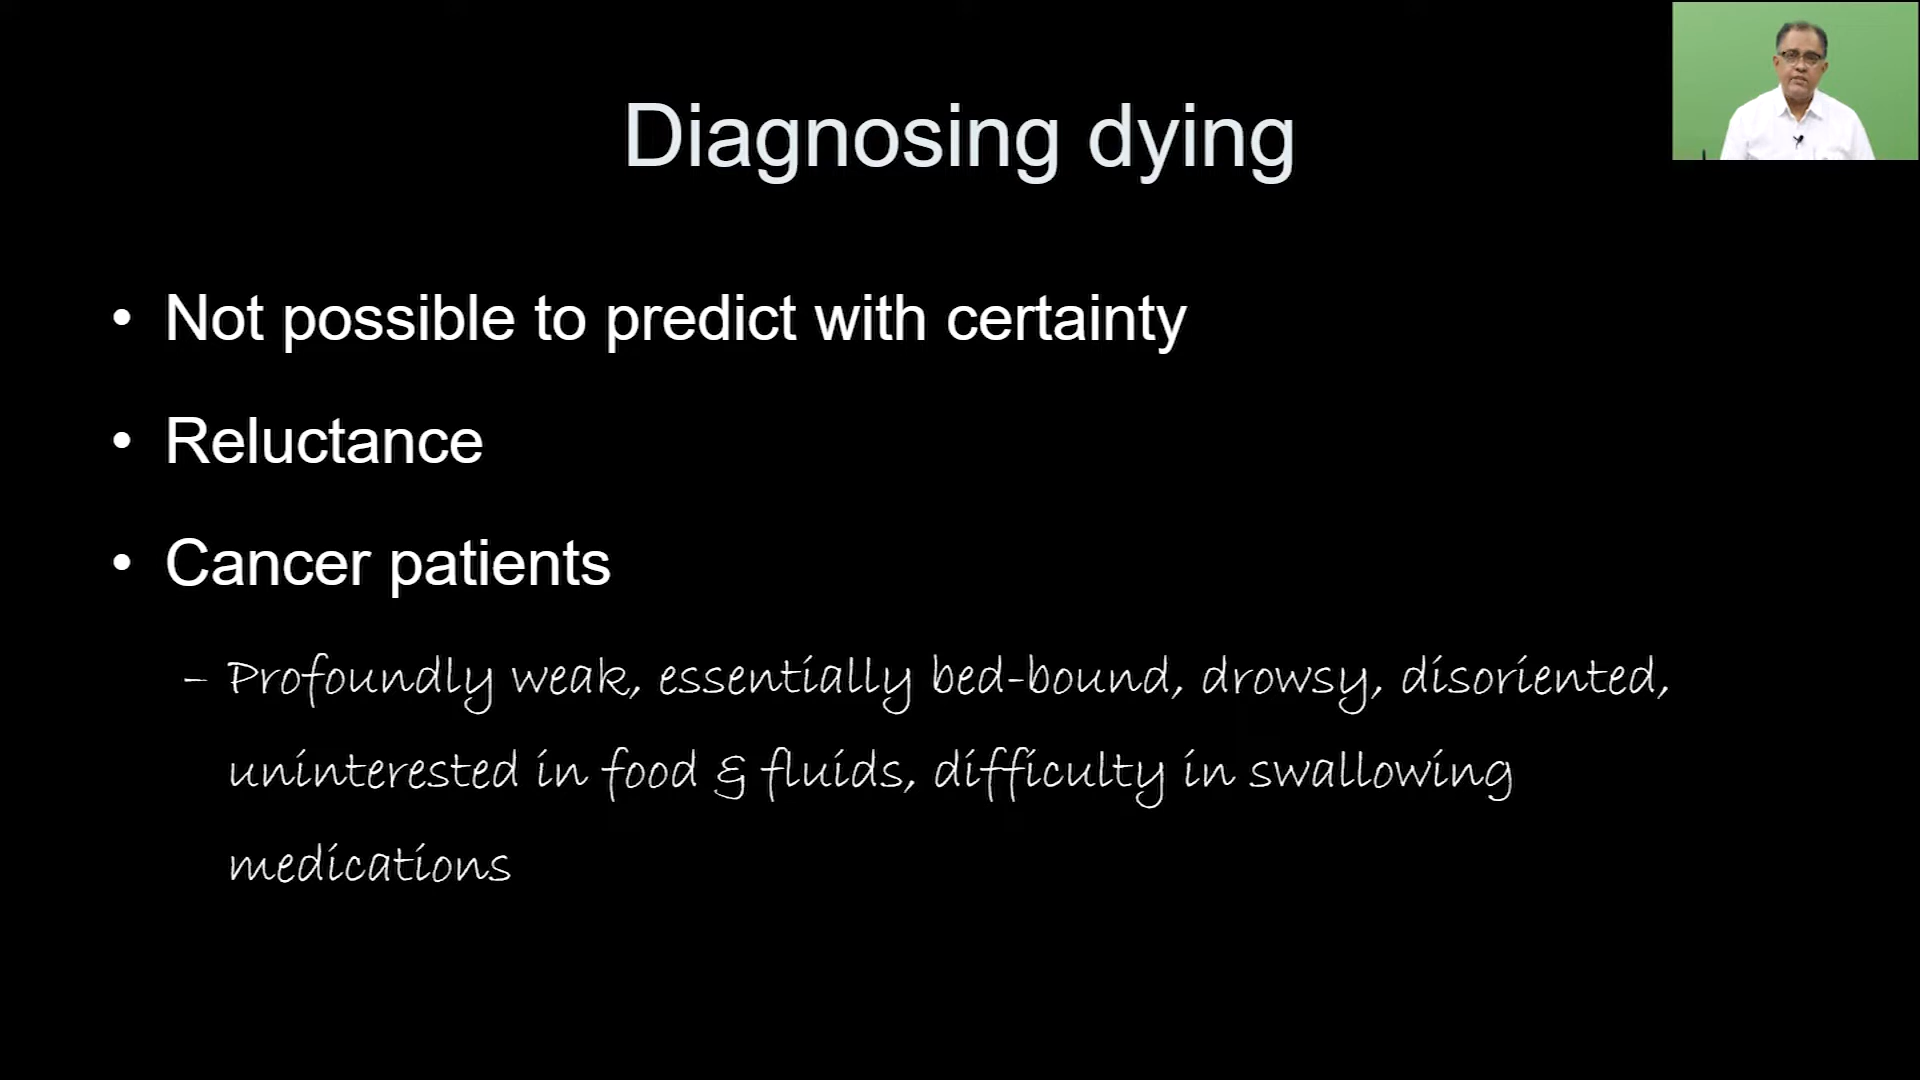 Diagnosing dying
• Not possible to predict with certainty
• Reluctance
• Cancer patients
– Profoundly weak, essentially bed-bound, drowsy, disoriented,
uninterested in food & fluids, difficulty in swallowing
medications